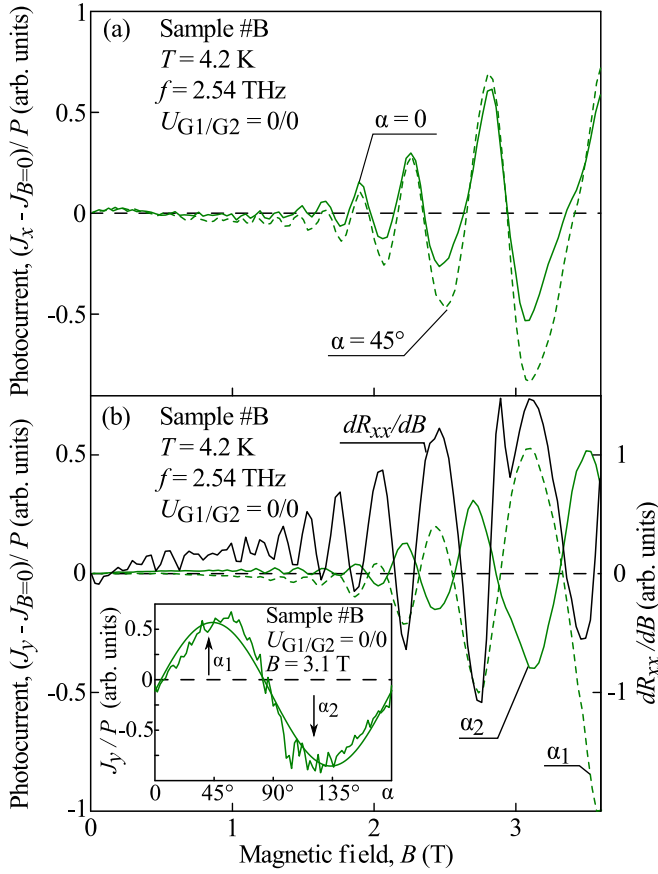 (a)
Sample #B
T = 4.2 K
f = 2.54 THz
U_G1/G2 = 0/0
α = 0
α = 45°
Photocurrent, (J_x - J_B=0) / P (arb. units)
1
0.5
0
-0.5
(b)
Sample #B
T = 4.2 K
f = 2.54 THz
U_G1/G2 = 0/0
dR_xx/dB
Photocurrent, (J_y - J_B=0) / P (arb. units)
0.5
0
-0.5
-1
1
0
-1
dR_xx/dB (arb. units)
α_2
α_1
Sample #B
U_G1/G2 = 0/0
B = 3.1 T
α_1
α_2
J_y / P (arb. units)
0.5
0
-0.5
0
45°
90°
135°
α
0
1
2
3
Magnetic field, B (T)